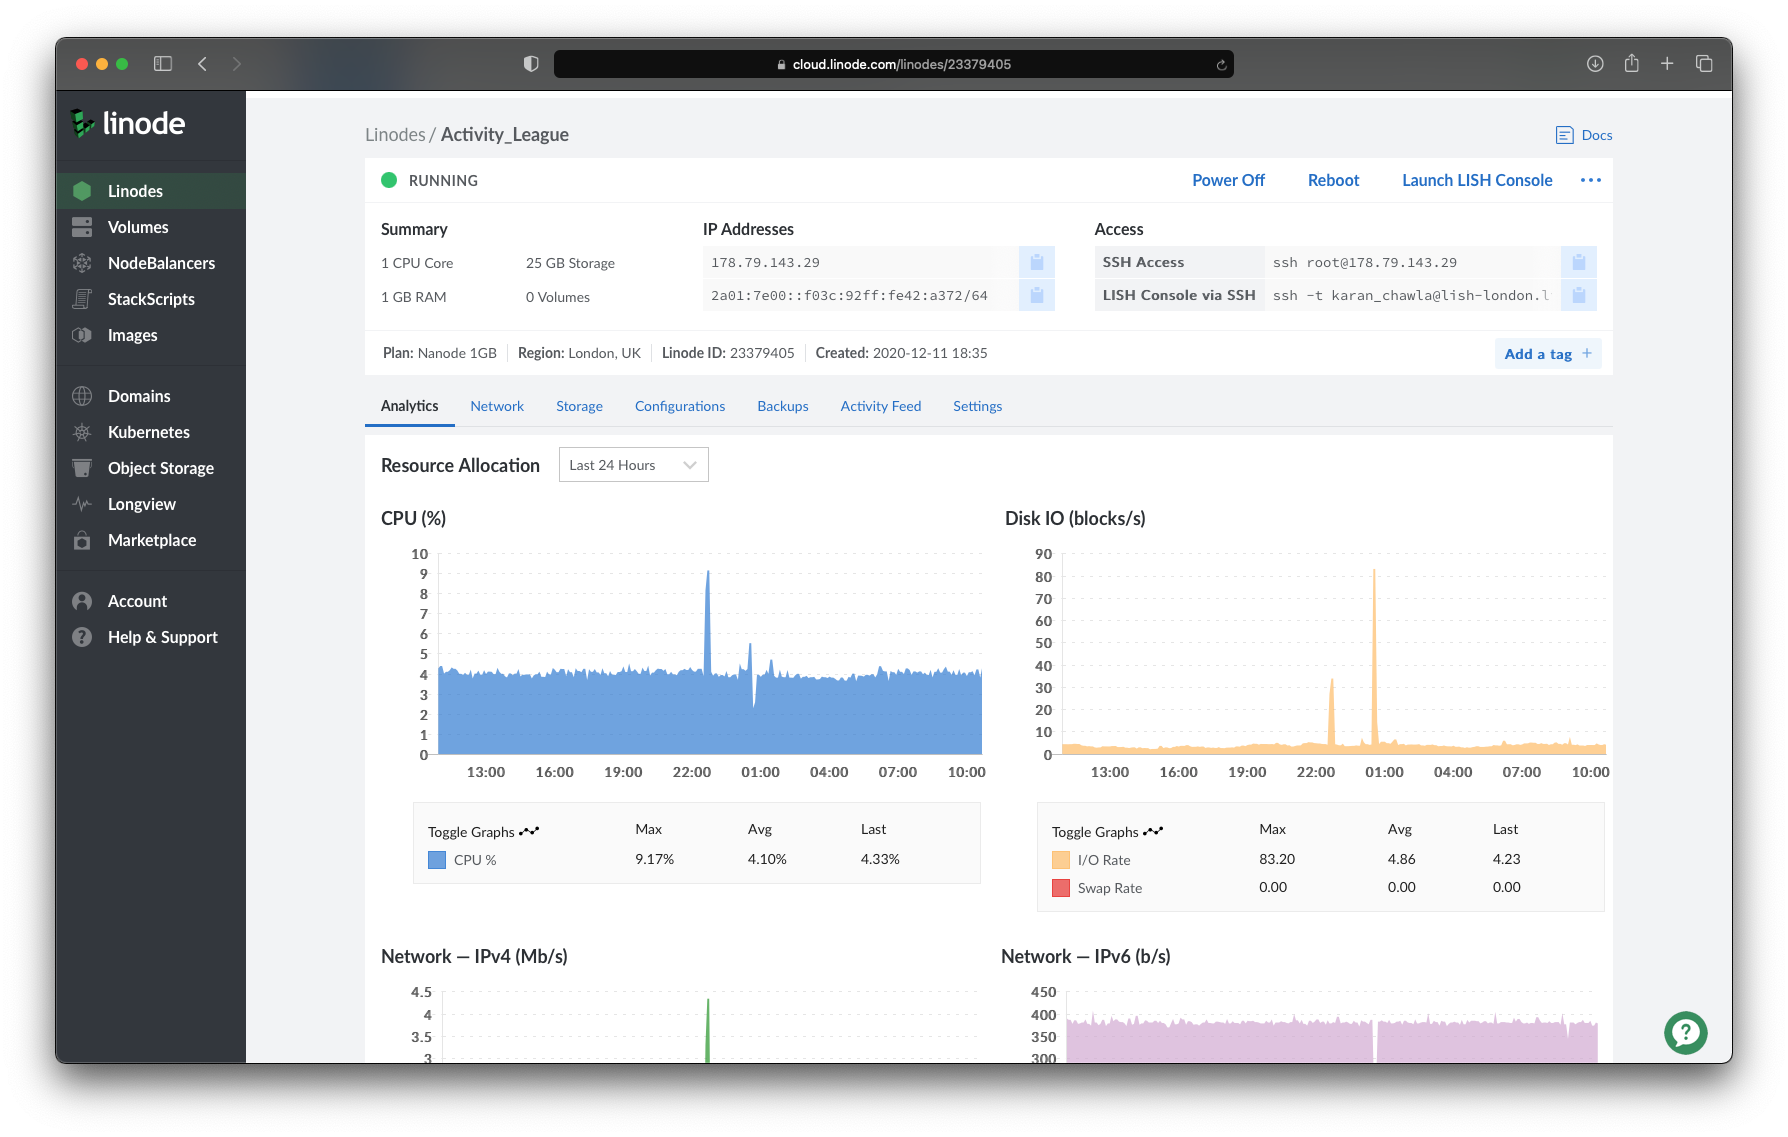 cloud.linode.com/linodes/23379405
linode
Linodes
Volumes
NodeBalancers
StackScripts
Images
Domains
Kubernetes
Object Storage
Longview
Marketplace
Account
Help & Support
Linodes / Activity_League
Docs
RUNNING
Power Off Reboot Launch LISH Console
Summary
1 CPU Core 25 GB Storage
1 GB RAM 0 Volumes
IP Addresses
178.79.143.29
2a01:7e00::f03c:92ff:fe42:a372/64
Access
SSH Access ssh root@178.79.143.29
LISH Console via SSH ssh -t karan_chawla@lish-london.l
Plan: Nanode 1GB Region: London, UK Linode ID: 23379405 Created: 2020-12-11 18:35
Add a tag +
Analytics Network Storage Configurations Backups Activity Feed Settings
Resource Allocation Last 24 Hours
CPU (%)
10
9
8
7
6
5
4
3
2
1
0
13:00 16:00 19:00 22:00 01:00 04:00 07:00 10:00
Toggle Graphs Max Avg Last
CPU % 9.17% 4.10% 4.33%
Disk IO (blocks/s)
90
80
70
60
50
40
30
20
10
0
13:00 16:00 19:00 22:00 01:00 04:00 07:00 10:00
Toggle Graphs Max Avg Last
I/O Rate 83.20 4.86 4.23
Swap Rate 0.00 0.00 0.00
Network — IPv4 (Mb/s)
4.5
4
3.5
3
Network — IPv6 (b/s)
450
400
350
300